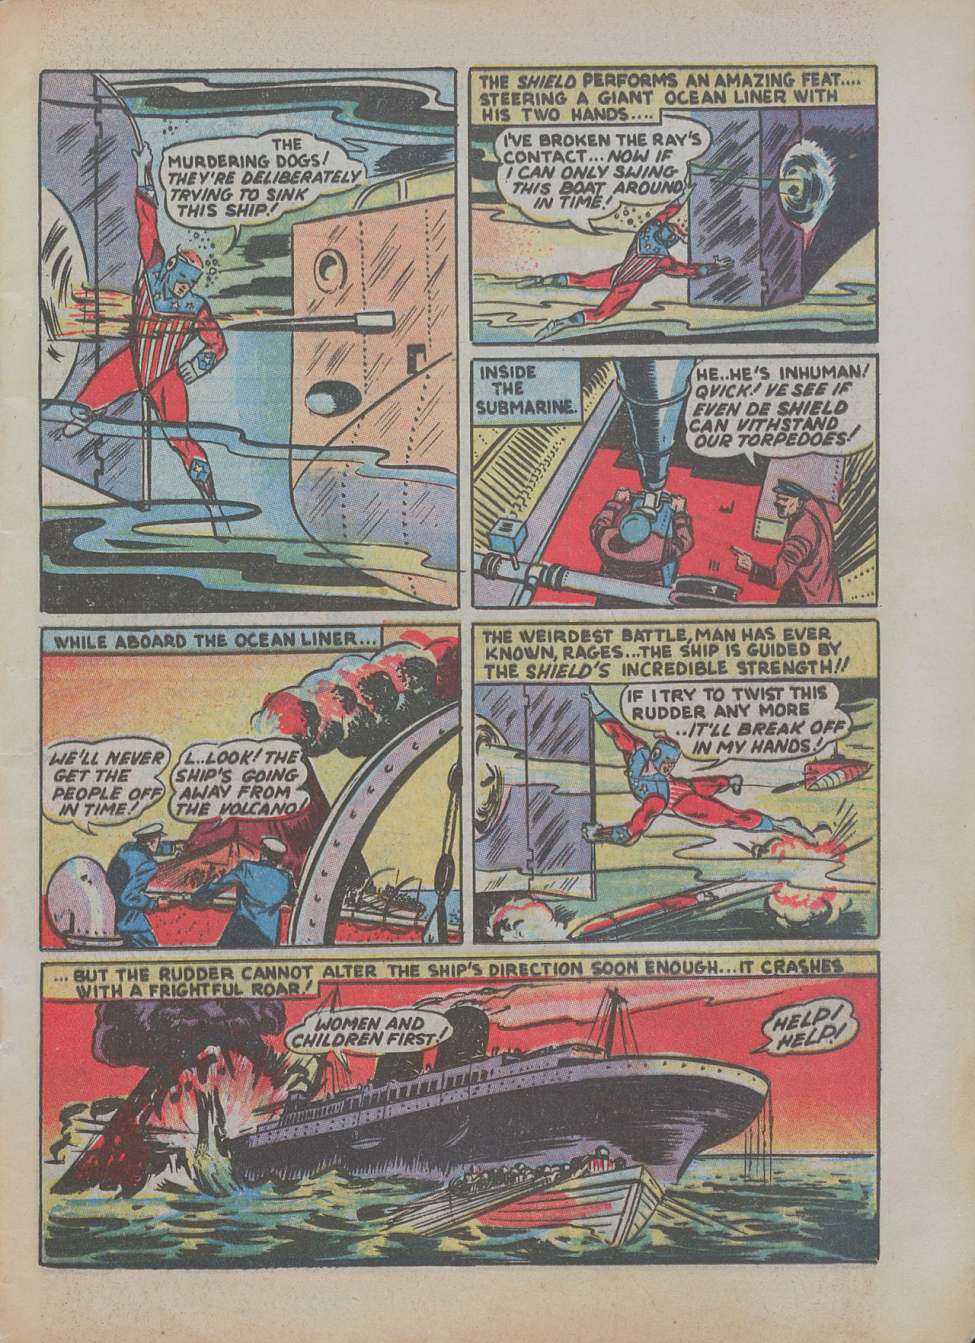 THE
MURDERING DOGS!
THEY'RE DELIBERATELY
TRYING TO SINK
THIS SHIP!
THE SHIELD PERFORMS AN AMAZING FEAT....
STEERING A GIANT OCEAN LINER WITH
HIS TWO HANDS....
I'VE BROKEN THE RAY'S
CONTACT... NOW IF
I CAN ONLY SWING
THIS BOAT AROUND
IN TIME!
INSIDE
THE
SUBMARINE.
HE..HE'S INHUMAN!
QVICK! VE SEE IF
EVEN DE SHIELD
CAN VITHSTAND
OUR TORPEDOES!
WHILE ABOARD THE OCEAN LINER...
WE'LL NEVER
GET THE
PEOPLE OFF
IN TIME!
L..LOOK! THE
SHIP'S GOING
AWAY FROM
THE VOLCANO!
THE WEIRDEST BATTLE, MAN HAS EVER
KNOWN, RAGES...THE SHIP IS GUIDED BY
THE SHIELD'S INCREDIBLE STRENGTH!!
IF I TRY TO TWIST THIS
RUDDER ANY MORE
..IT'LL BREAK OFF
IN MY HANDS!
...BUT THE RUDDER CANNOT ALTER THE SHIP'S DIRECTION SOON ENOUGH...IT CRASHES
WITH A FRIGHTFUL ROAR!
WOMEN AND
CHILDREN FIRST!
HELP!
HELP!